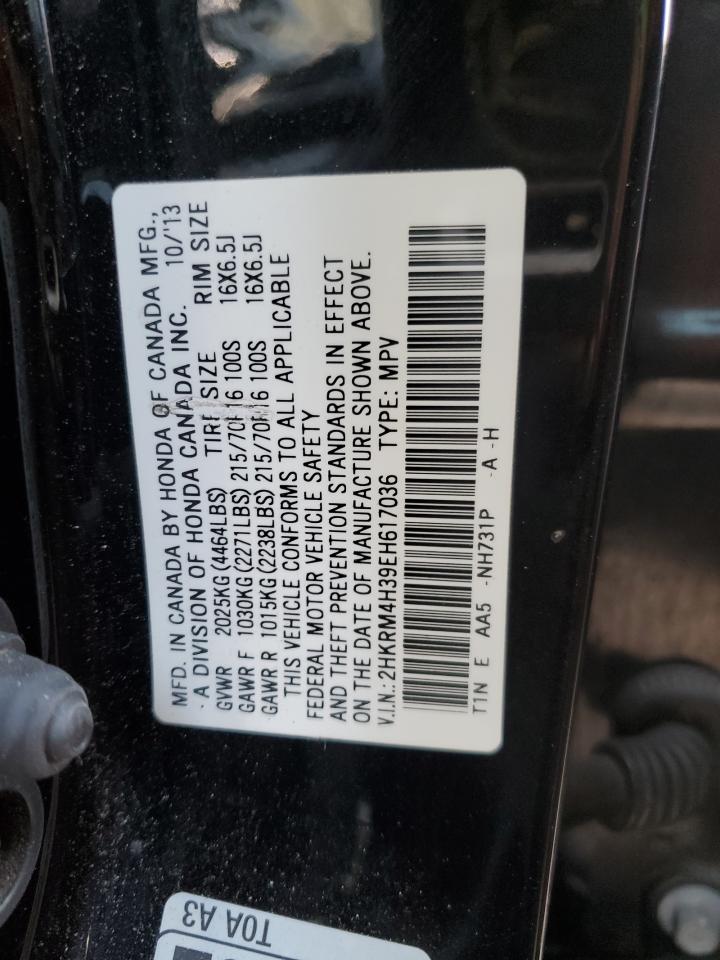 MFD. IN CANADA BY HONDA OF CANADA MFG.,
· A DIVISION OF HONDA CANADA INC. 10/'13
GVWR 2025KG(4464LBS) TIRE SIZE RIM SIZE
GAWR F 1030KG(2271LBS) 215/70R16 100S 16X6.5J
GAWR R 1015KG(2238LBS) 215/70R16 100S 16X6.5J
THIS VEHICLE CONFORMS TO ALL APPLICABLE
FEDERAL MOTOR VEHICLE SAFETY
AND THEFT PREVENTION STANDARDS IN EFFECT
ON THE DATE OF MANUFACTURE SHOWN ABOVE.
V.I.N.:2HKRM4H39EH617036 TYPE: MPV
T1N E AA5 -NH731P -A -H
TOA A3